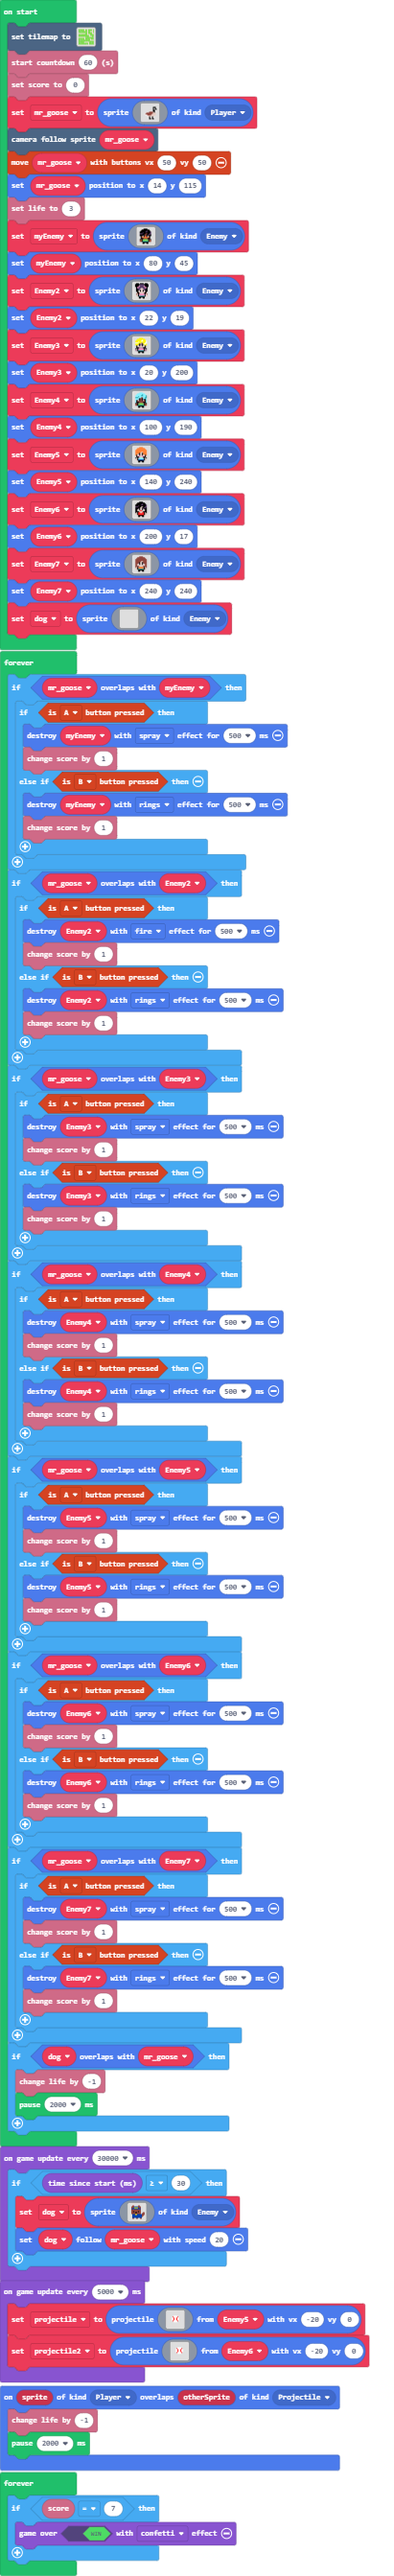 on start
set tilemap to
start countdown 60 (s)
set score to 0
set mr_goose to sprite of kind Player
camera follow sprite mr_goose
move mr_goose with buttons vx 50 vy 50
set mr_goose position to x 14 y 115
set life to 3
set myEnemy to sprite of kind Enemy
set myEnemy position to x 80 y 45
set Enemy2 to sprite of kind Enemy
set Enemy2 position to x 22 y 19
set Enemy3 to sprite of kind Enemy
set Enemy3 position to x 20 y 200
set Enemy4 to sprite of kind Enemy
set Enemy4 position to x 100 y 190
set Enemy5 to sprite of kind Enemy
set Enemy5 position to x 140 y 240
set Enemy6 to sprite of kind Enemy
set Enemy6 position to x 200 y 17
set Enemy7 to sprite of kind Enemy
set Enemy7 position to x 240 y 240
set dog to sprite of kind Enemy
forever
if mr_goose overlaps with myEnemy then
if is A button pressed then
destroy myEnemy with spray effect for 500 ms
change score by 1
else if is B button pressed then
destroy myEnemy with rings effect for 500 ms
change score by 1
if mr_goose overlaps with Enemy2 then
if is A button pressed then
destroy Enemy2 with fire effect for 500 ms
change score by 1
else if is B button pressed then
destroy Enemy2 with rings effect for 500 ms
change score by 1
if mr_goose overlaps with Enemy3 then
if is A button pressed then
destroy Enemy3 with spray effect for 500 ms
change score by 1
else if is B button pressed then
destroy Enemy3 with rings effect for 500 ms
change score by 1
if mr_goose overlaps with Enemy4 then
if is A button pressed then
destroy Enemy4 with spray effect for 500 ms
change score by 1
else if is B button pressed then
destroy Enemy4 with rings effect for 500 ms
change score by 1
if mr_goose overlaps with Enemy5 then
if is A button pressed then
destroy Enemy5 with spray effect for 500 ms
change score by 1
else if is B button pressed then
destroy Enemy5 with rings effect for 500 ms
change score by 1
if mr_goose overlaps with Enemy6 then
if is A button pressed then
destroy Enemy6 with spray effect for 500 ms
change score by 1
else if is B button pressed then
destroy Enemy6 with rings effect for 500 ms
change score by 1
if mr_goose overlaps with Enemy7 then
if is A button pressed then
destroy Enemy7 with spray effect for 500 ms
change score by 1
else if is B button pressed then
destroy Enemy7 with rings effect for 500 ms
change score by 1
if dog overlaps with mr_goose then
change life by -1
pause 2000 ms
on game update every 30000 ms
if time since start (ms) ≥ 30 then
set dog to sprite of kind Enemy
set dog follow mr_goose with speed 20
on game update every 5000 ms
set projectile to projectile from Enemy5 with vx -20 vy 0
set projectile2 to projectile from Enemy6 with vx -20 vy 0
on sprite of kind Player overlaps otherSprite of kind Projectile
change life by -1
pause 2000 ms
forever
if score = 7 then
game over WIN with confetti effect